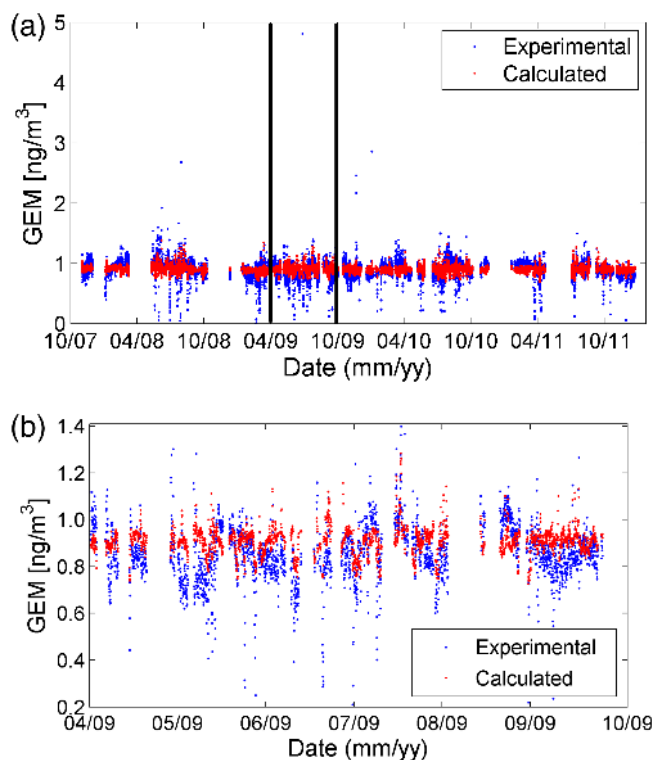 (a)
5
4
3
2
1
0
GEM [ng/m³]
Experimental
Calculated
10/07 04/08 10/08 04/09 10/09 04/10 10/10 04/11 10/11
Date (mm/yy)
(b)
1.4
1.2
1.0
0.8
0.6
0.4
0.2
GEM [ng/m³]
Experimental
Calculated
04/09 05/09 06/09 07/09 08/09 09/09 10/09
Date (mm/yy)